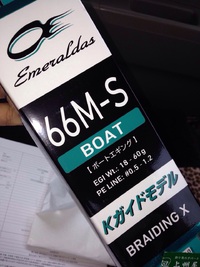 Emeraldas
66M-S
BOAT
【ボートエギング】
EGI Wt.: 18-60g
PE LINE: #0.5-1.2
Kガイドモデル
BRAIDING X